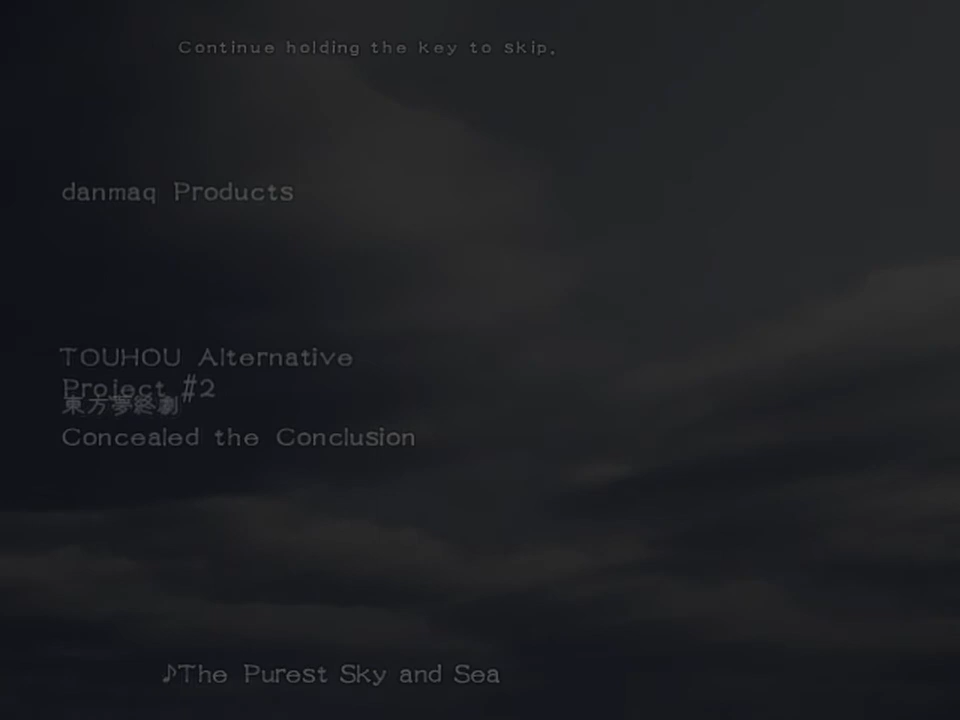 Continue holding the key to skip.
danmaq Products
TOUHOU Alternative
Project #2
東方夢終劇
Concealed the Conclusion
♪The Purest Sky and Sea